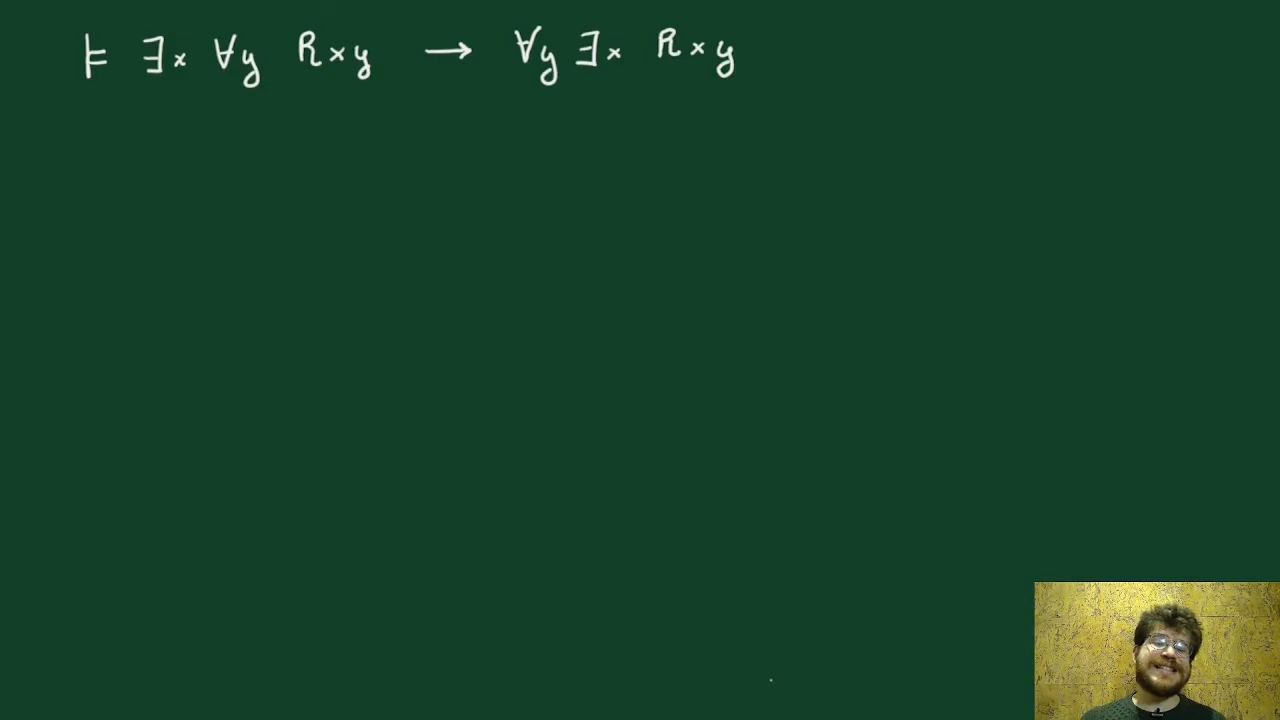 ⊨ ∃x ∀y Rxy → ∀y ∃x Rxy